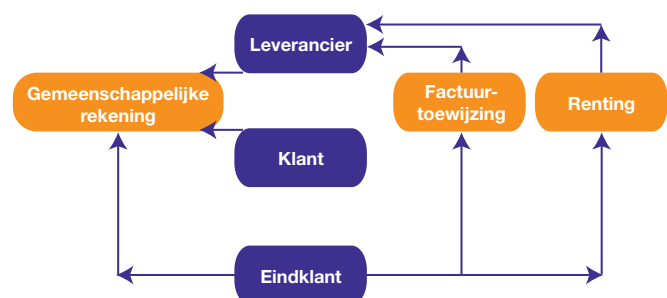 Leverancier
Gemeenschappelijke
rekening
Factuur-
toewijzing
Renting
Klant
Eindklant